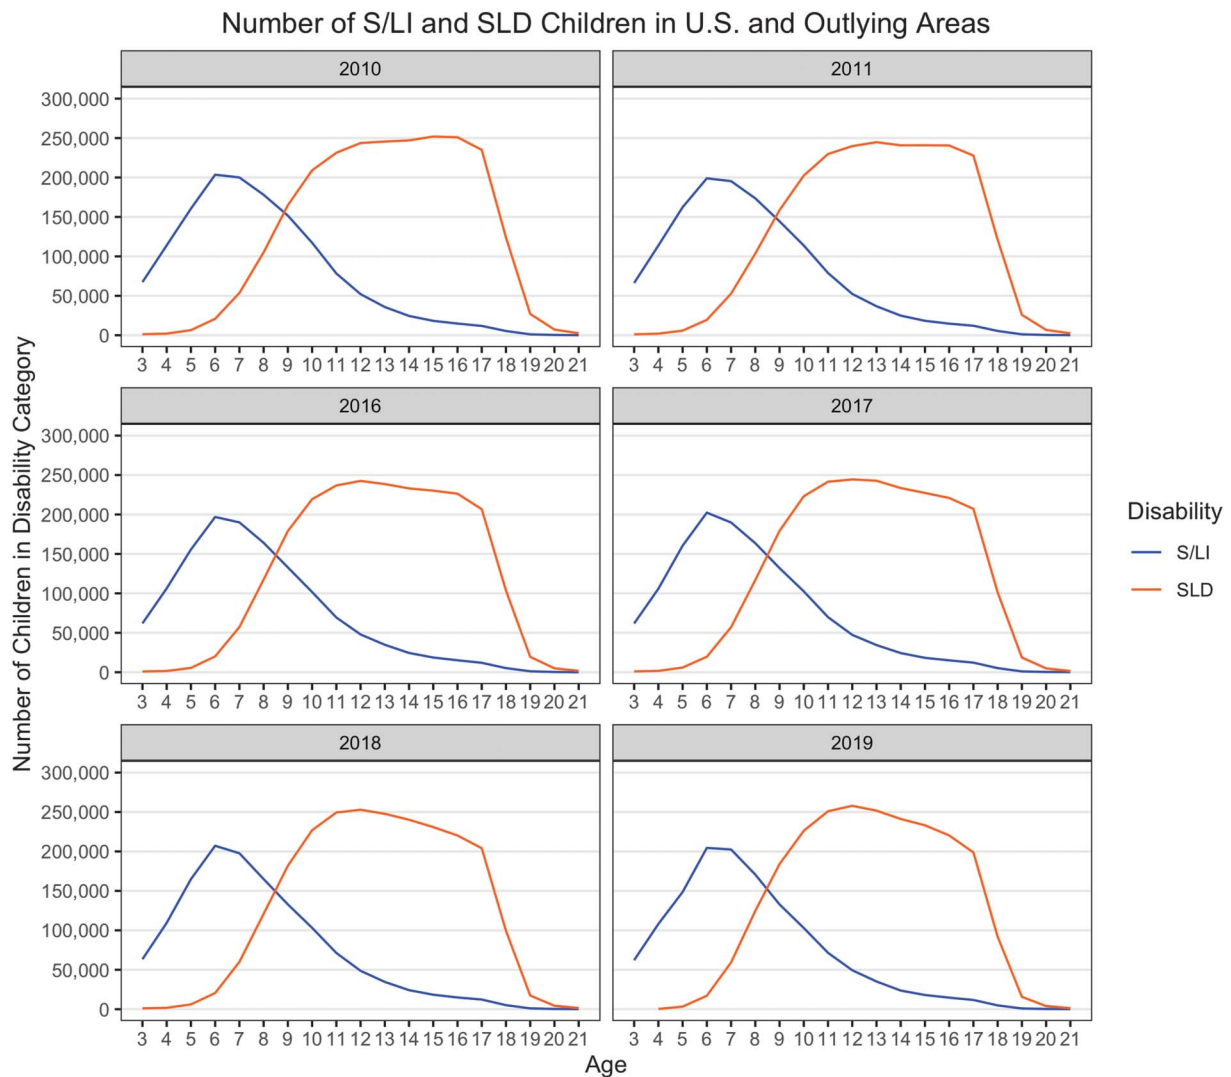 Number of S/LI and SLD Children in U.S. and Outlying Areas
2010
2011
300,000
250,000
200,000
150,000
100,000
50,000
0
3 4 5 6 7 8 9 10 11 12 13 14 15 16 17 18 19 20 21
3 4 5 6 7 8 9 10 11 12 13 14 15 16 17 18 19 20 21
Number of Children in Disability Category
2016
2017
300,000
250,000
200,000
150,000
100,000
50,000
0
3 4 5 6 7 8 9 10 11 12 13 14 15 16 17 18 19 20 21
3 4 5 6 7 8 9 10 11 12 13 14 15 16 17 18 19 20 21
Disability
S/LI
SLD
2018
2019
300,000
250,000
200,000
150,000
100,000
50,000
0
3 4 5 6 7 8 9 10 11 12 13 14 15 16 17 18 19 20 21
3 4 5 6 7 8 9 10 11 12 13 14 15 16 17 18 19 20 21
Age